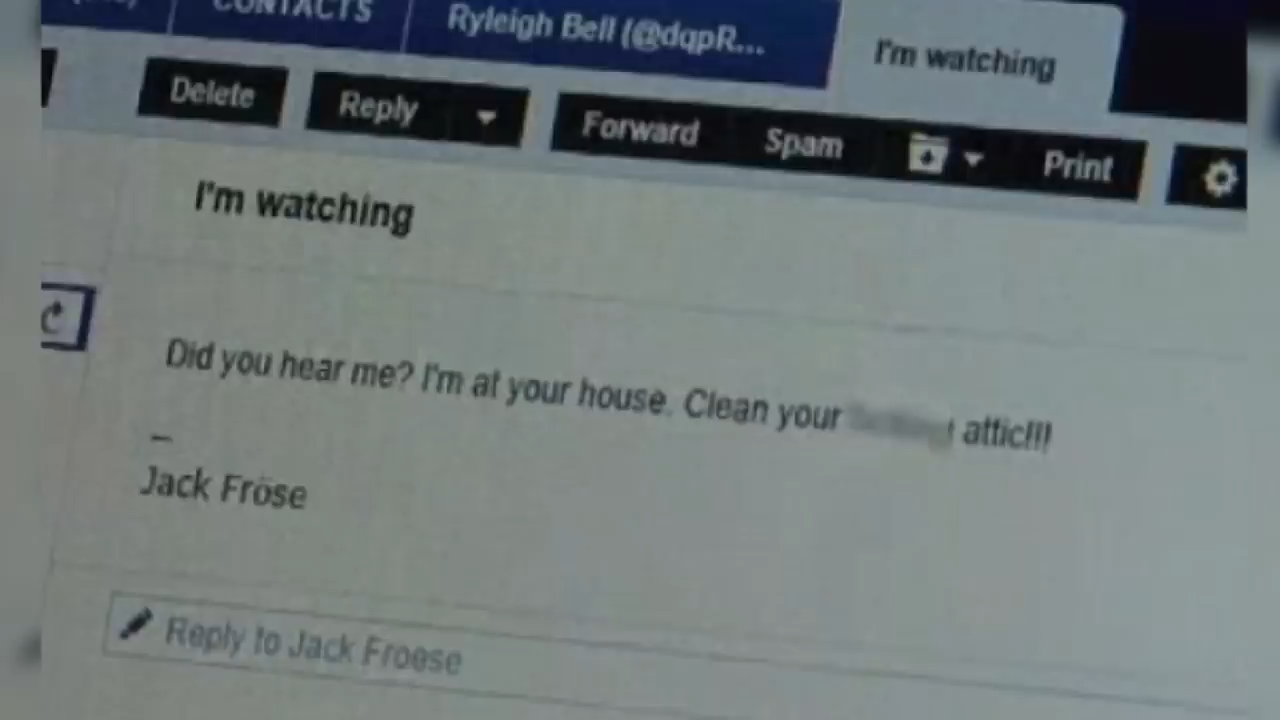 CONTACTS
Ryleigh Bell (@dqpR...
I'm watching
Delete
Reply
Forward
Spam
Print
I'm watching
Did you hear me? I'm at your house. Clean your attic!!!
–
Jack Fröse
Reply to Jack Froese